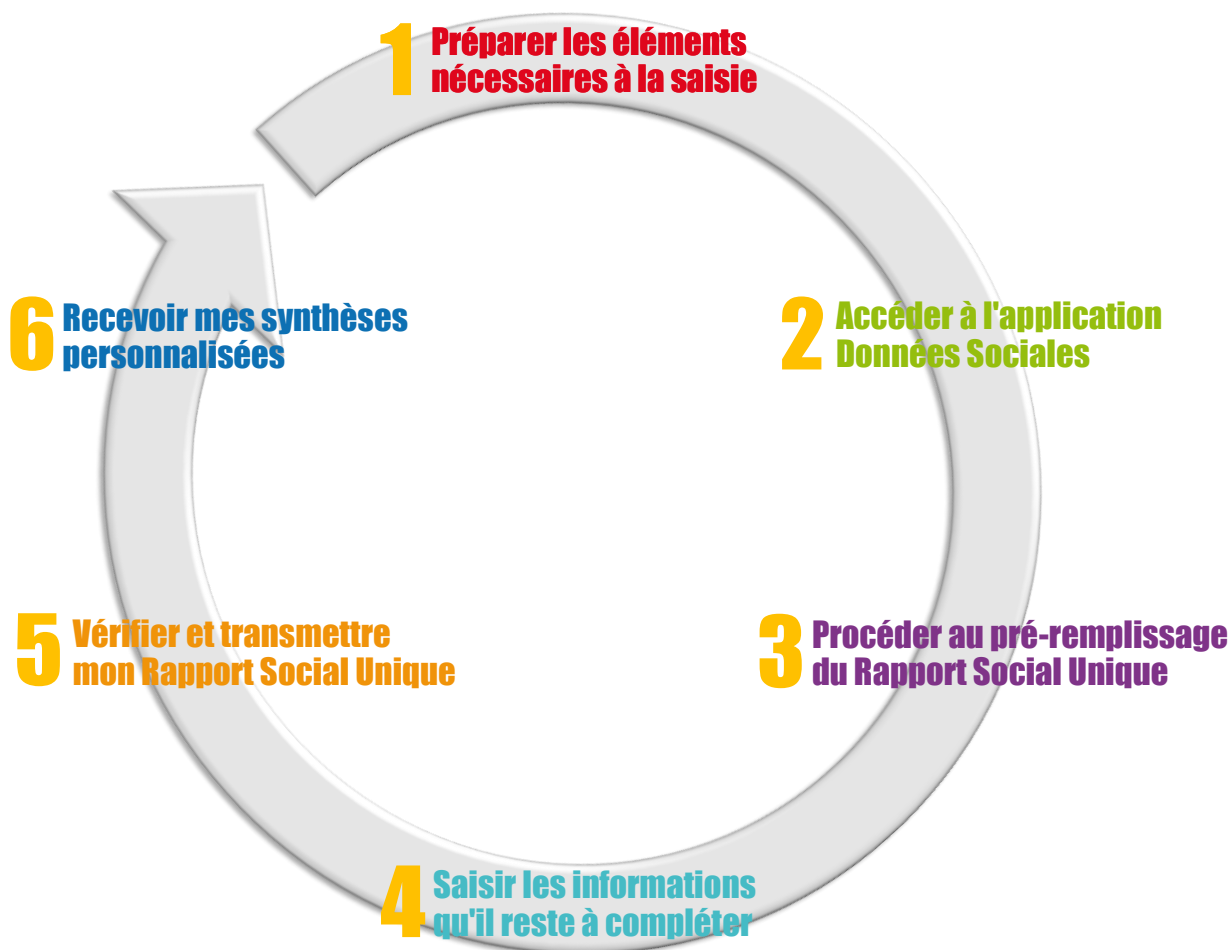 1 Préparer les éléments
nécessaires à la saisie
2 Accéder à l'application
Données Sociales
3 Procéder au pré-remplissage
du Rapport Social Unique
4 Saisir les informations
qu'il reste à compléter
5 Vérifier et transmettre
mon Rapport Social Unique
6 Recevoir mes synthèses
personnalisées